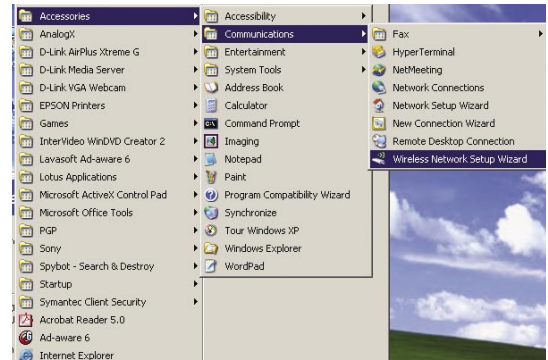 Accessories
AnalogX
D-Link AirPlus Xtreme G
D-Link Media Server
D-Link VGA Webcam
EPSON Printers
Games
InterVideo WinDVD Creator 2
Lavasoft Ad-aware 6
Lotus Applications
Microsoft ActiveX Control Pad
Microsoft Office Tools
PGP
Sony
Spybot - Search & Destroy
Startup
Symantec Client Security
Acrobat Reader 5.0
Ad-aware 6
Internet Explorer
Accessibility
Communications
Entertainment
System Tools
Address Book
Calculator
Command Prompt
Imaging
Notepad
Paint
Program Compatibility Wizard
Synchronize
Tour Windows XP
Windows Explorer
WordPad
Fax
HyperTerminal
NetMeeting
Network Connections
Network Setup Wizard
New Connection Wizard
Remote Desktop Connection
Wireless Network Setup Wizard